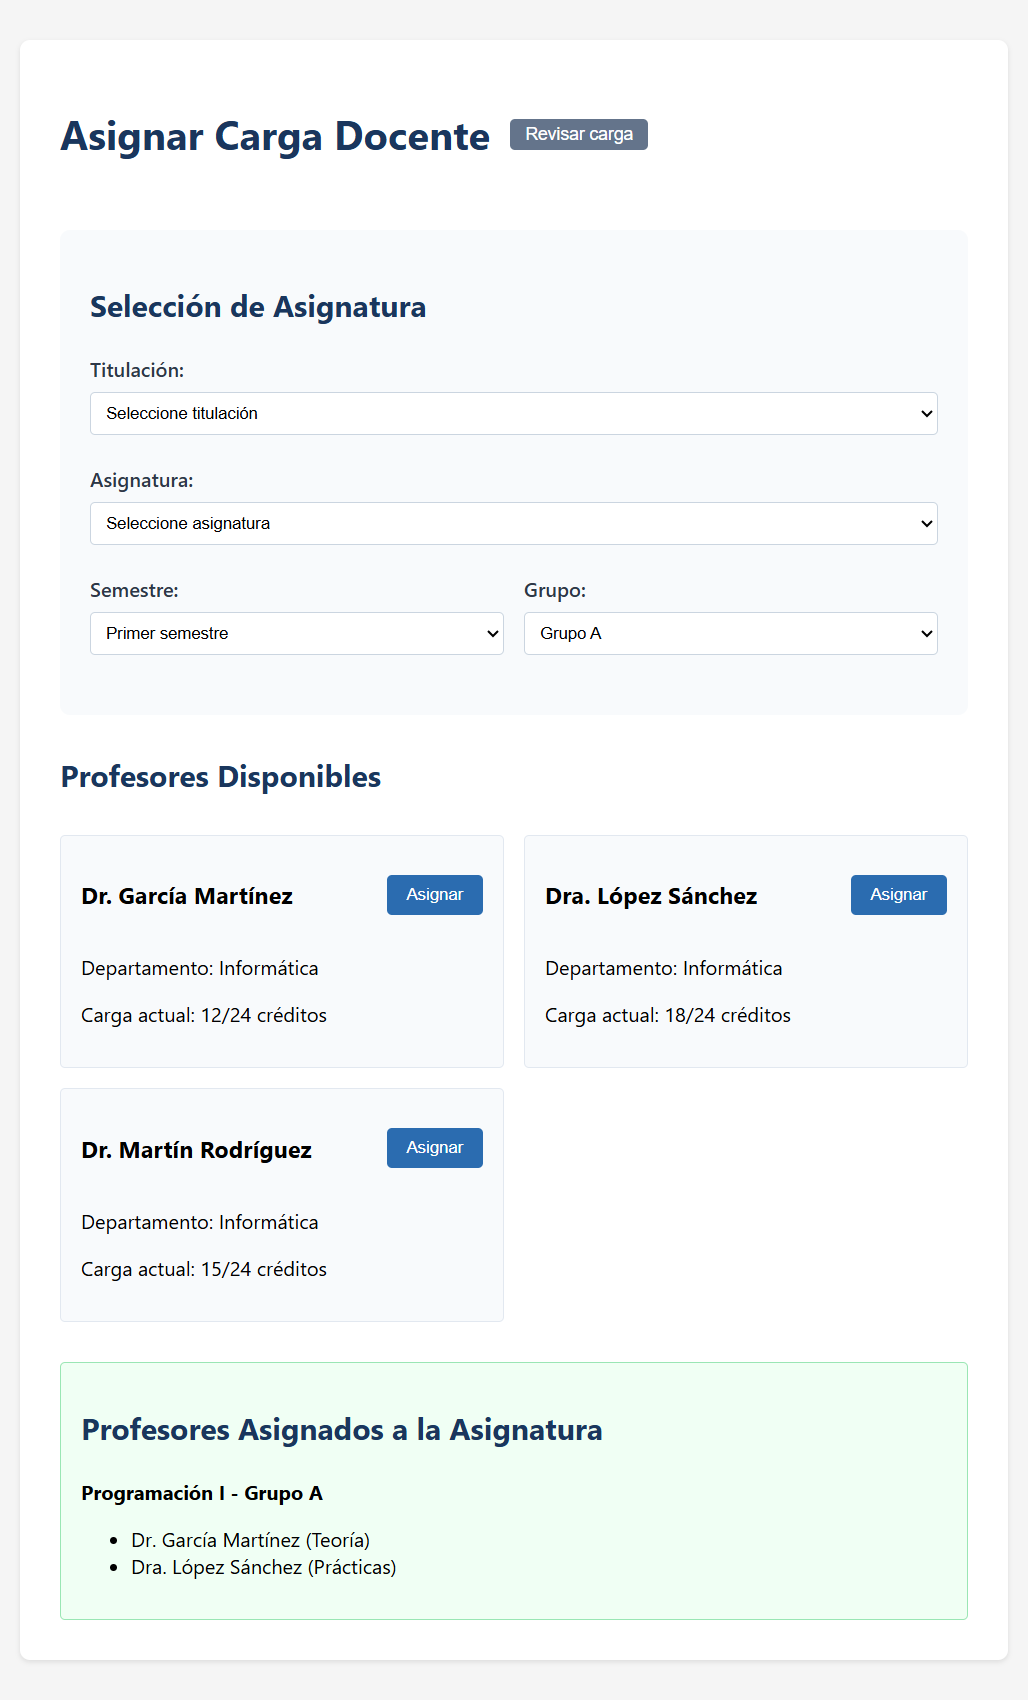 Asignar Carga Docente
Revisar carga
Selección de Asignatura
Titulación:
Seleccione titulación
Asignatura:
Seleccione asignatura
Semestre:
Primer semestre
Grupo:
Grupo A
Profesores Disponibles
Dr. García Martínez
Asignar
Departamento: Informática
Carga actual: 12/24 créditos
Dra. López Sánchez
Asignar
Departamento: Informática
Carga actual: 18/24 créditos
Dr. Martín Rodríguez
Asignar
Departamento: Informática
Carga actual: 15/24 créditos
Profesores Asignados a la Asignatura
Programación I - Grupo A
Dr. García Martínez (Teoría)
Dra. López Sánchez (Prácticas)